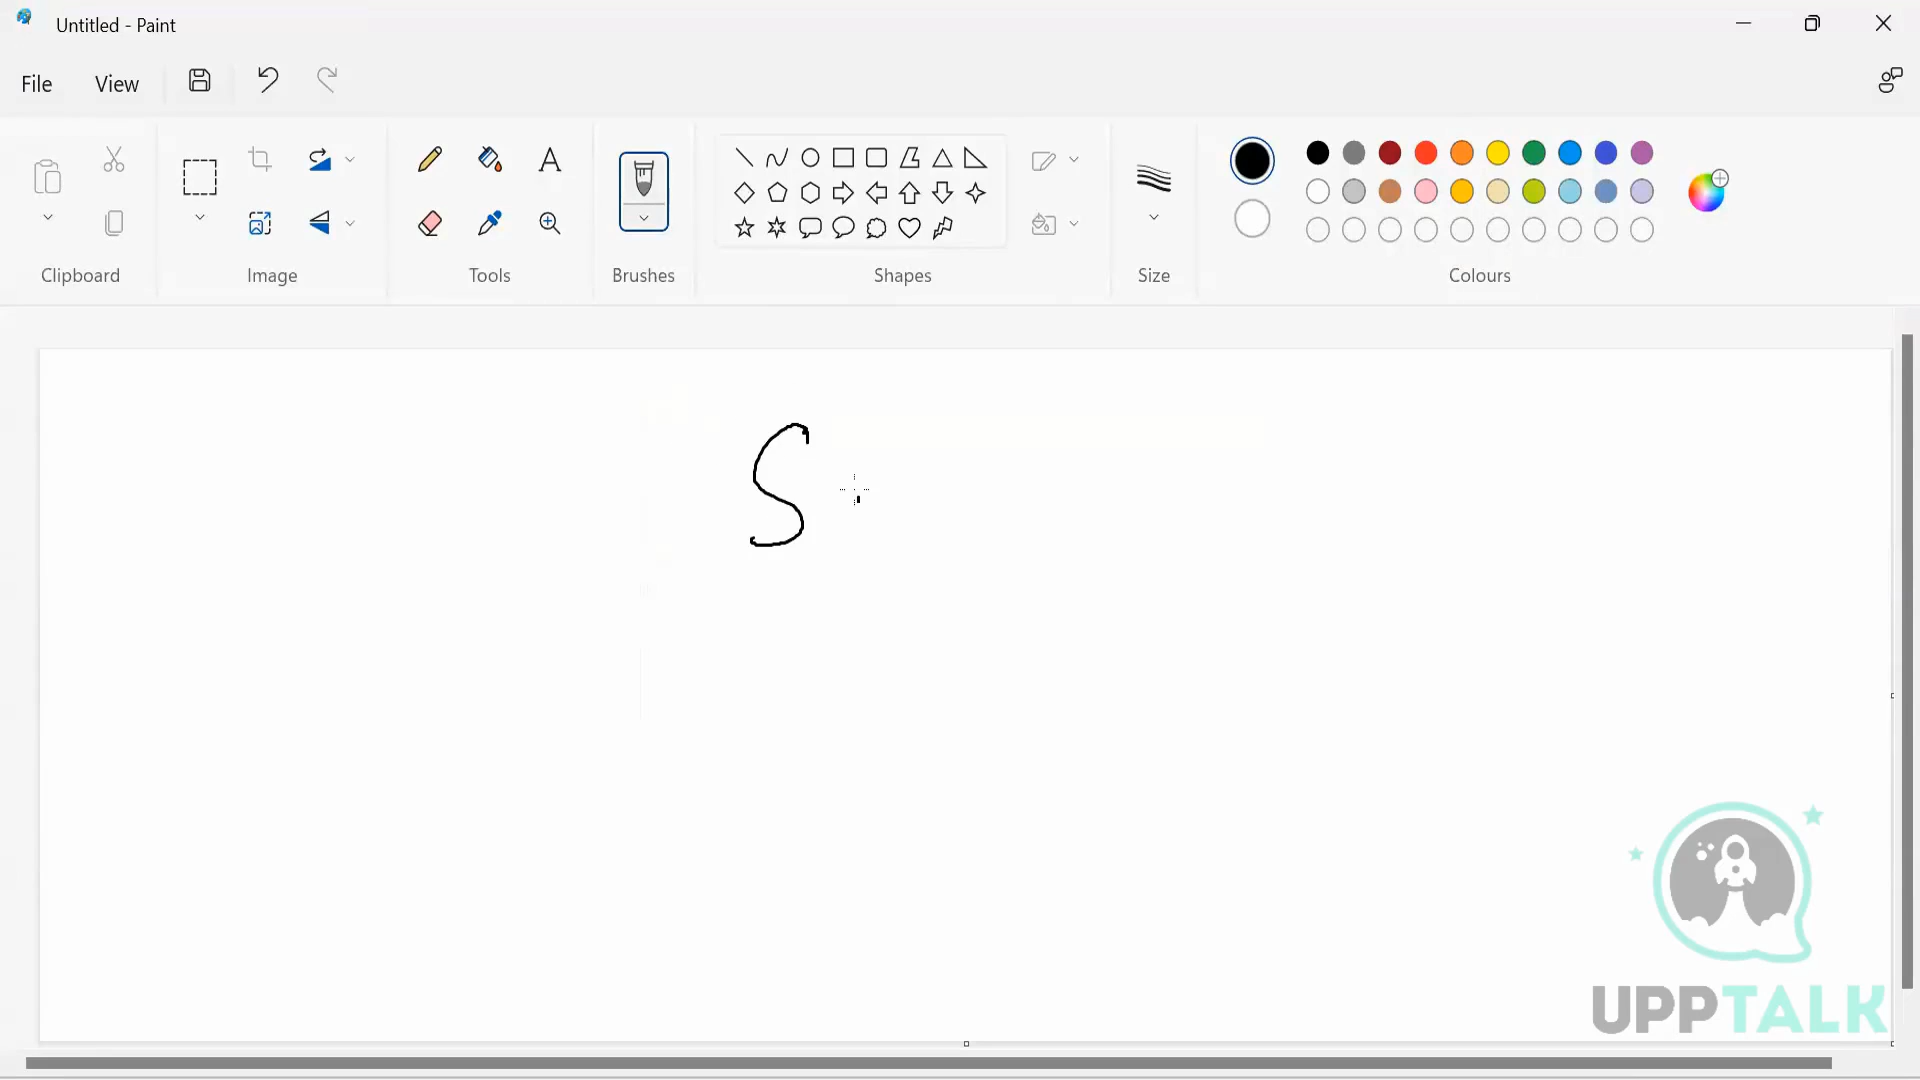 Untitled - Paint
File View
Clipboard Image Tools Brushes Shapes Size Colours
S
UPPTALK